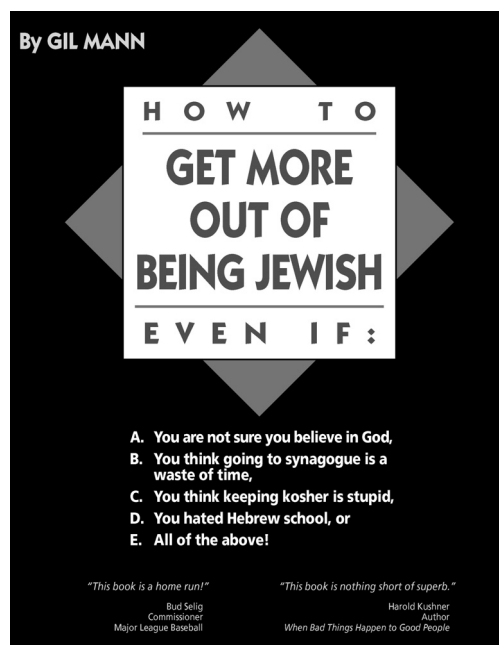 By GIL MANN
HOW TO
GET MORE
OUT OF
BEING JEWISH
EVEN IF:
A. You are not sure you believe in God,
B. You think going to synagogue is a
waste of time,
C. You think keeping kosher is stupid,
D. You hated Hebrew school, or
E. All of the above!
“This book is a home run!”
Bud Selig
Commissioner
Major League Baseball
“This book is nothing short of superb.”
Harold Kushner
Author
When Bad Things Happen to Good People